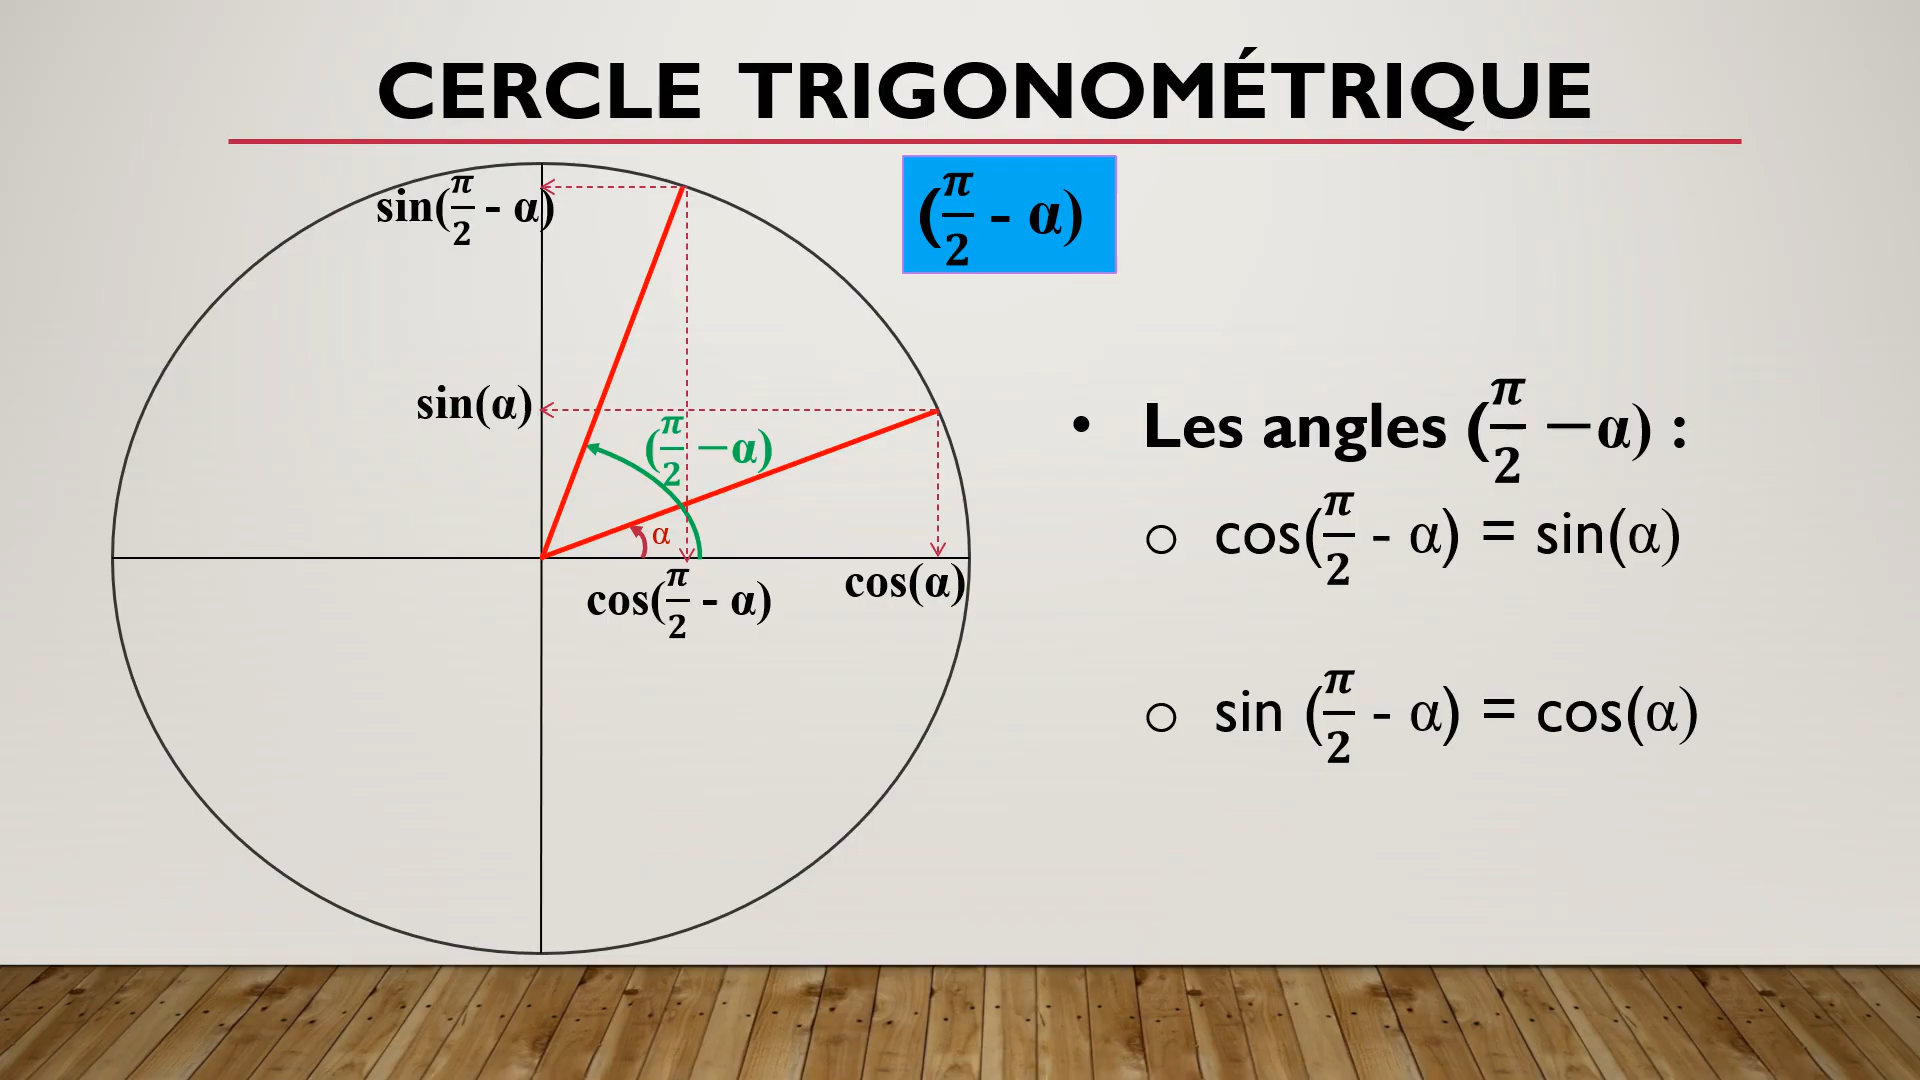 CERCLE TRIGONOMÉTRIQUE
(π/2 - α)
sin(π/2 - α)
sin(α)
(π/2 −α)
α
cos(π/2 - α)
cos(α)
• Les angles (π/2 −α) :
o cos(π/2 - α) = sin(α)
o sin (π/2 - α) = cos(α)